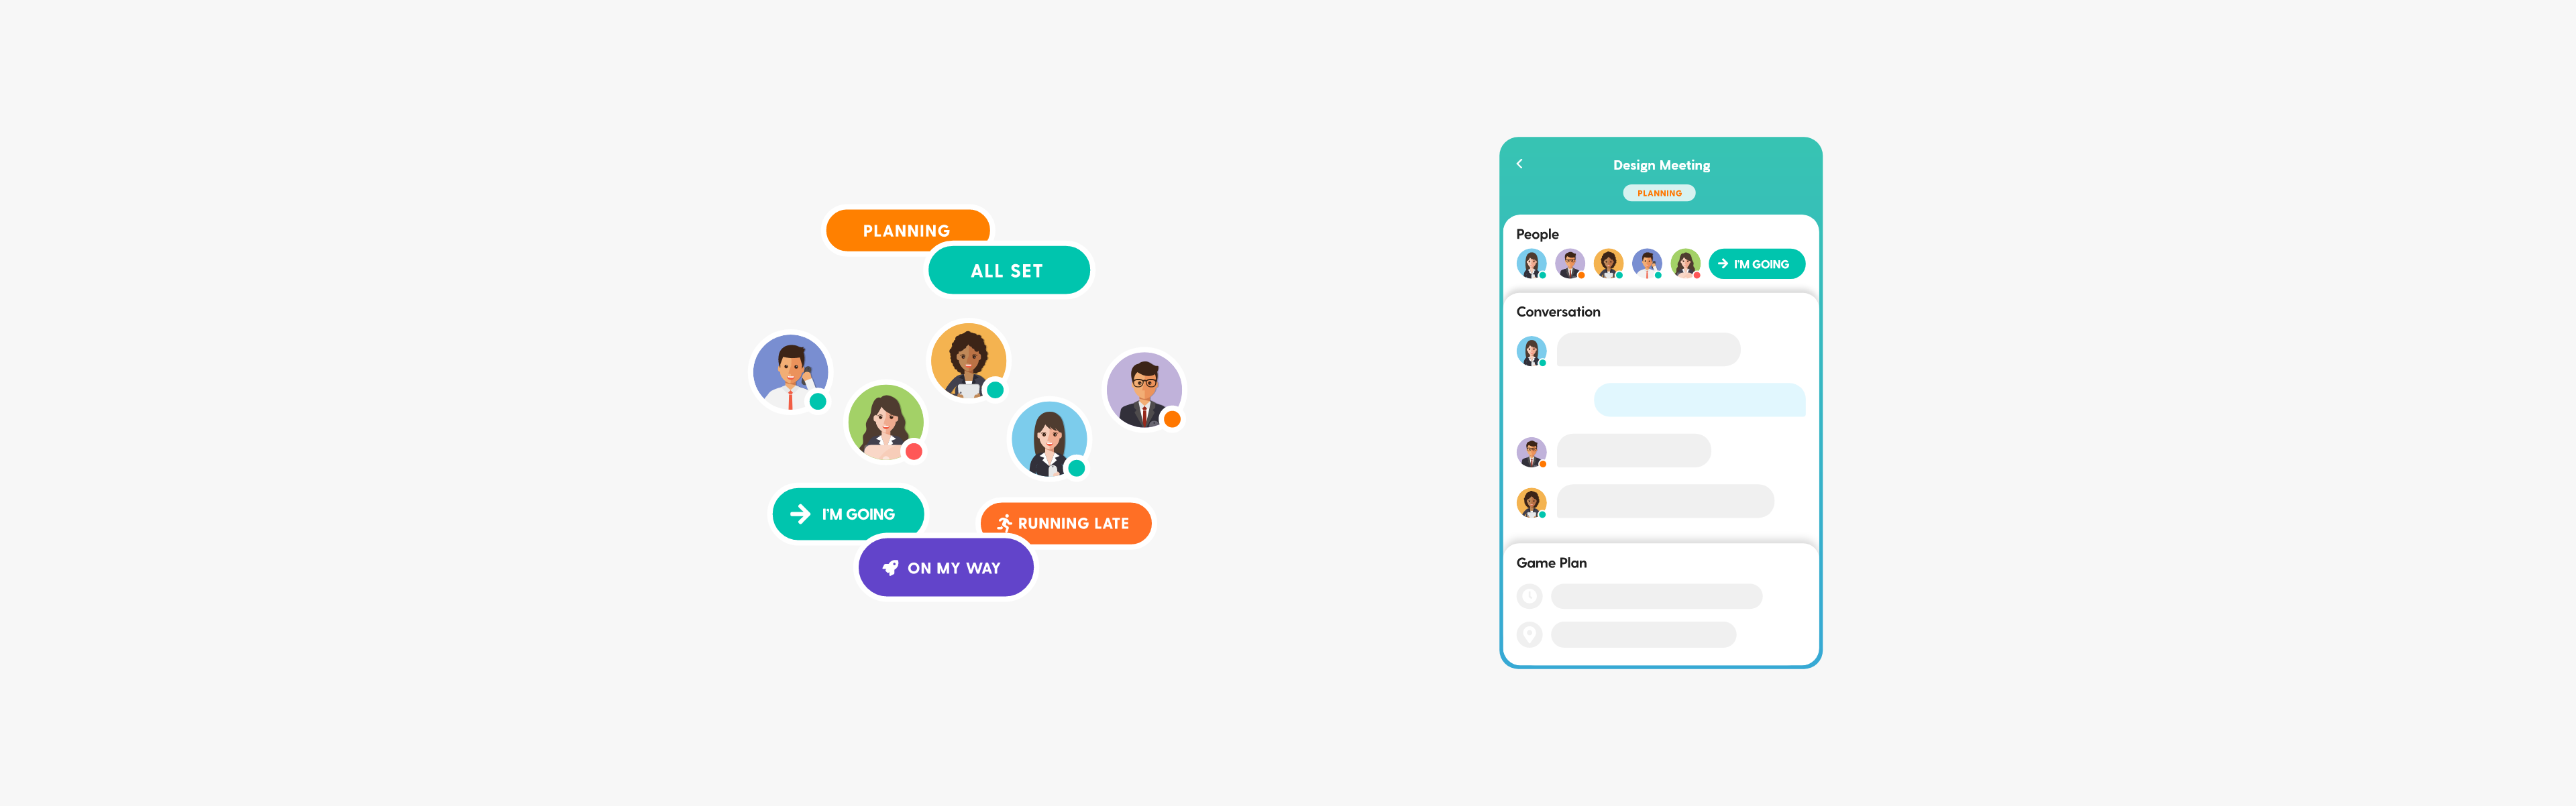 PLANNING
ALL SET
I'M GOING
RUNNING LATE
ON MY WAY
Design Meeting
PLANNING
People
I'M GOING
Conversation
Game Plan